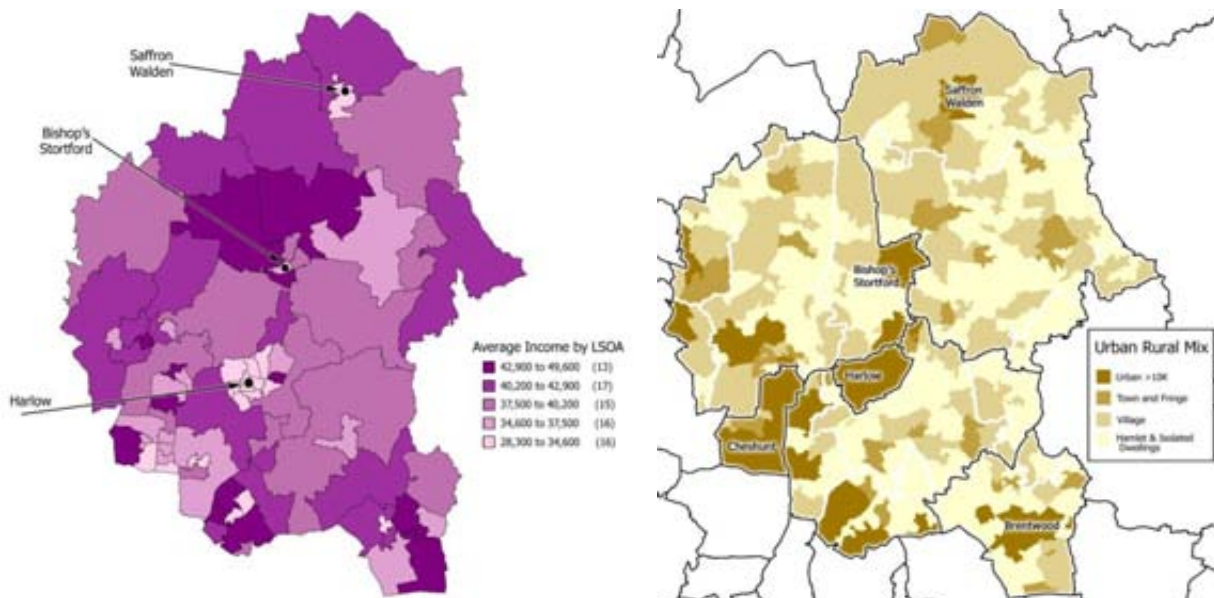 Saffron
Walden
Bishop's
Stortford
Harlow
Average Income by LSOA
42,900 to 49,600 (13)
40,200 to 42,900 (17)
37,500 to 40,200 (15)
34,600 to 37,500 (16)
28,300 to 34,600 (16)
Saffron
Walden
Bishop's
Stortford
Harlow
Cheshunt
Brentwood
Urban Rural Mix
Urban >10K
Town and Fringe
Village
Hamlet & Isolated
Dwellings